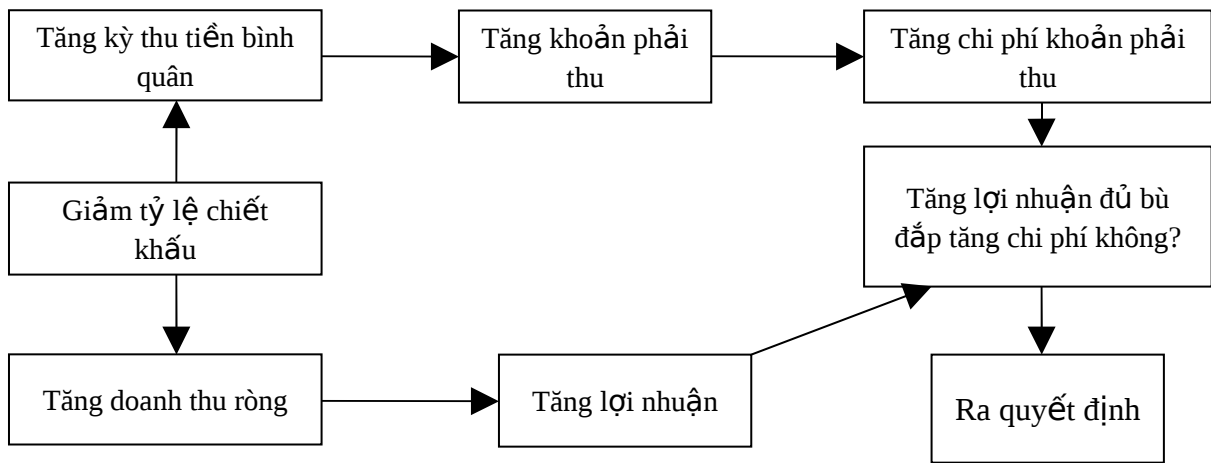 Tăng kỳ thu tiền bình
quân
Tăng khoản phải
thu
Tăng chi phí khoản phải
thu
Giảm tỷ lệ chiết
khấu
Tăng lợi nhuận đủ bù
đắp tăng chi phí không?
Tăng doanh thu ròng
Tăng lợi nhuận
Ra quyết định